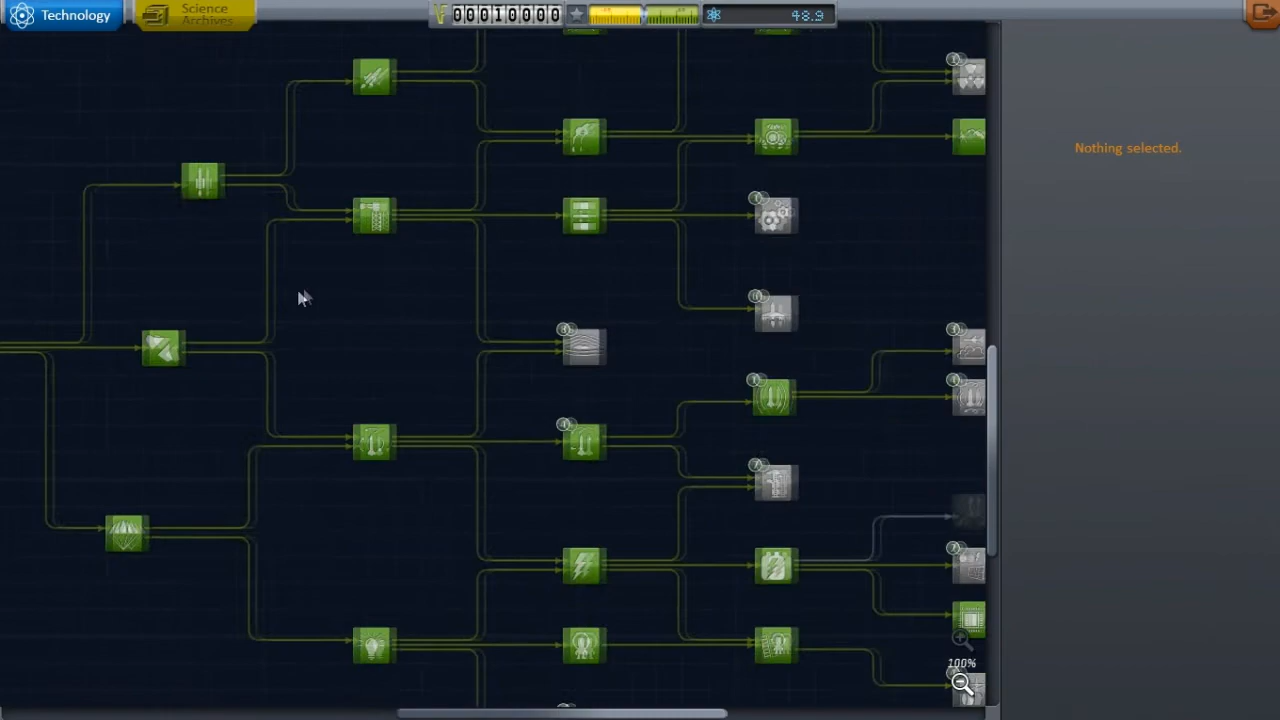 Technology
Science
Archives
00010000
48.9
Nothing selected.
100%